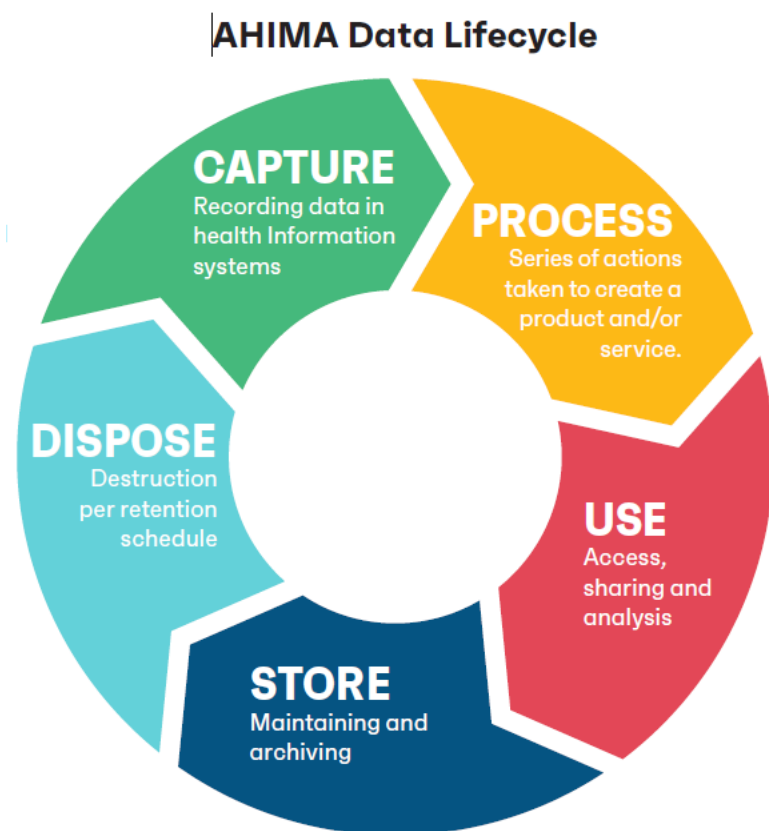 AHIMA Data Lifecycle
CAPTURE
Recording data in
health Information
systems
PROCESS
Series of actions
taken to create a
product and/or
service.
USE
Access,
sharing and
analysis
STORE
Maintaining and
archiving
DISPOSE
Destruction
per retention
schedule